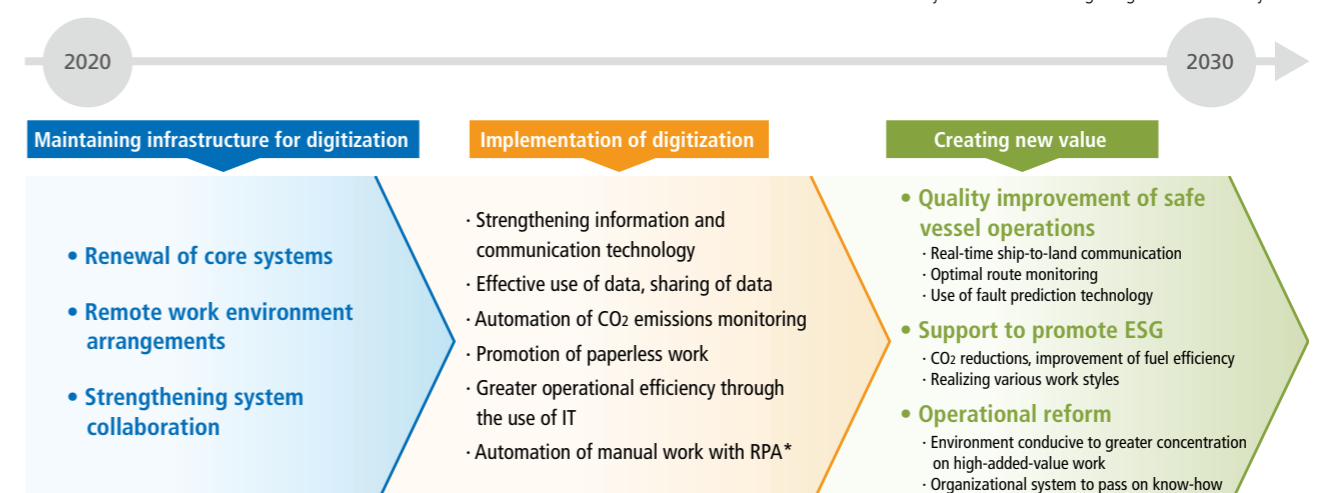 2020
2030
Maintaining infrastructure for digitization
• Renewal of core systems
• Remote work environment
arrangements
• Strengthening system
collaboration
Implementation of digitization
· Strengthening information and
communication technology
· Effective use of data, sharing of data
· Automation of CO2 emissions monitoring
· Promotion of paperless work
· Greater operational efficiency through
the use of IT
· Automation of manual work with RPA*
Creating new value
• Quality improvement of safe
vessel operations
· Real-time ship-to-land communication
· Optimal route monitoring
· Use of fault prediction technology
• Support to promote ESG
· CO2 reductions, improvement of fuel efficiency
· Realizing various work styles
• Operational reform
· Environment conducive to greater concentration
on high-added-value work
· Organizational system to pass on know-how